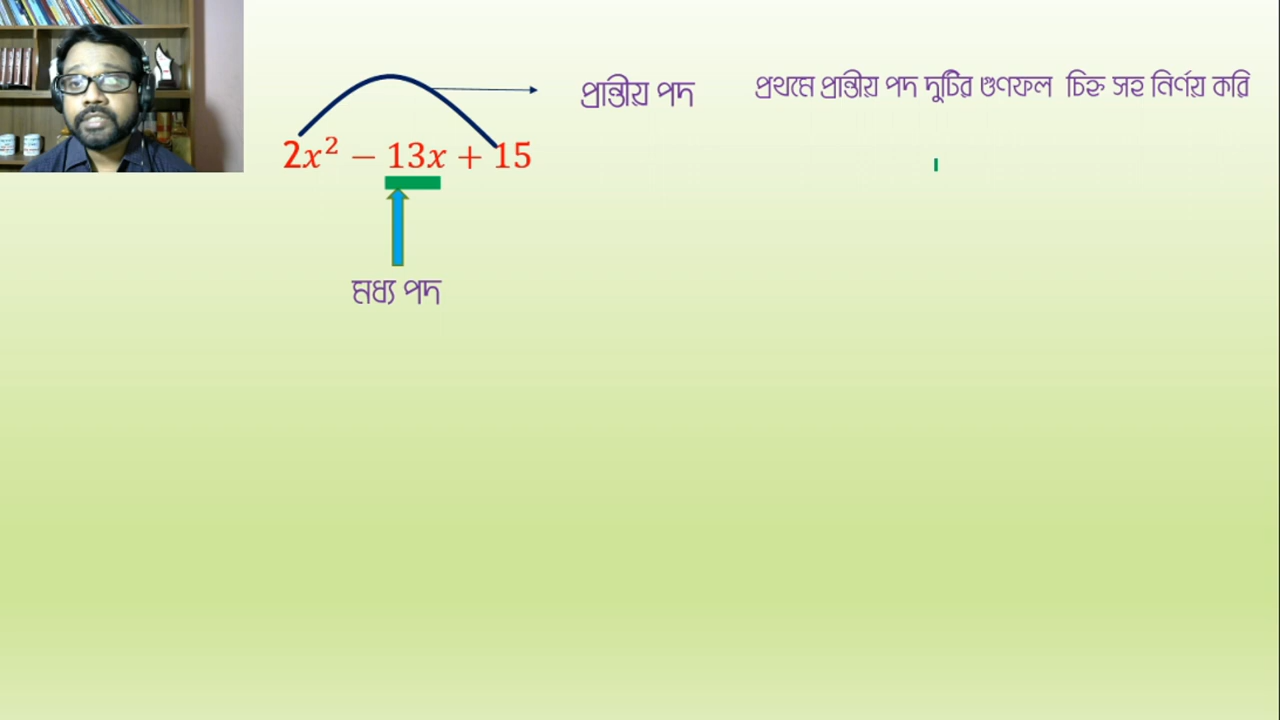 প্রান্তীয় পদ
প্রথমে প্রান্তীয় পদ দুটির গুণফল চিহ্ন সহ নির্ণয় করি
2x² − 13x + 15
মধ্য পদ